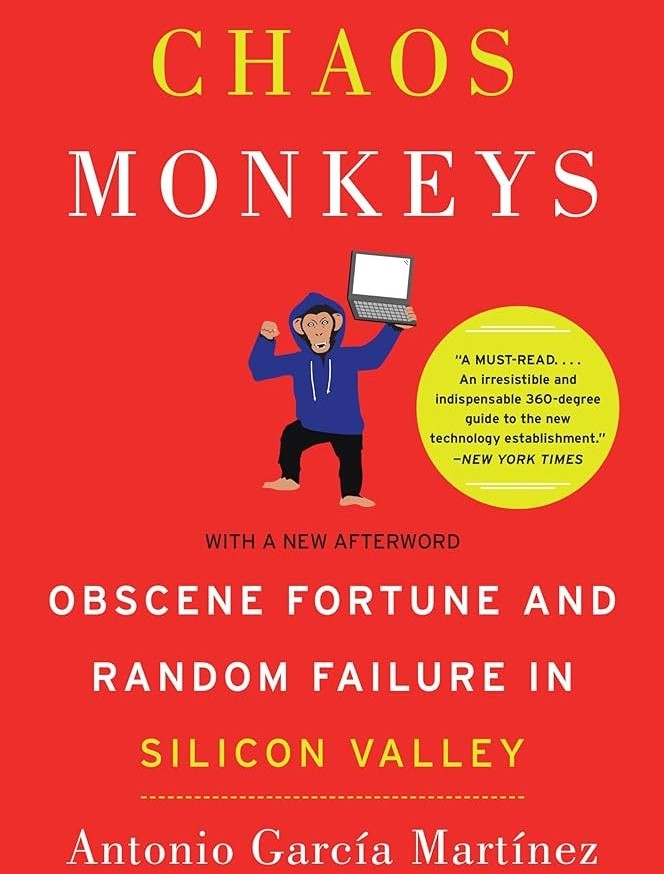 CHAOS
MONKEYS
"A MUST-READ. . . .
An irresistible and
indispensable 360-degree
guide to the new
technology establishment."
—NEW YORK TIMES
WITH A NEW AFTERWORD
OBSCENE FORTUNE AND
RANDOM FAILURE IN
SILICON VALLEY
Antonio García Martínez